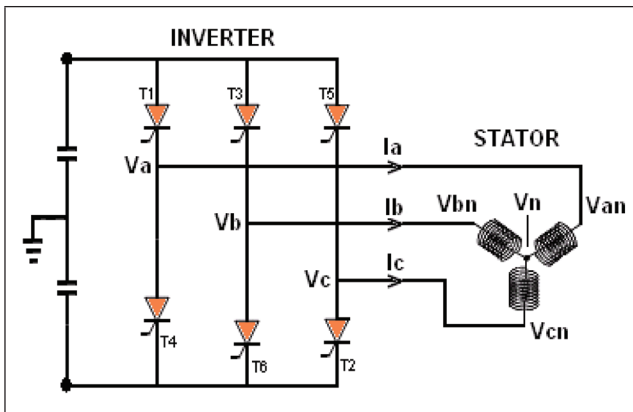 INVERTER
T1
T3
T5
Ia
STATOR
Va
Ib
Vbn
Vn
Van
Vb
Ic
Vc
Vcn
T4
T6
T2